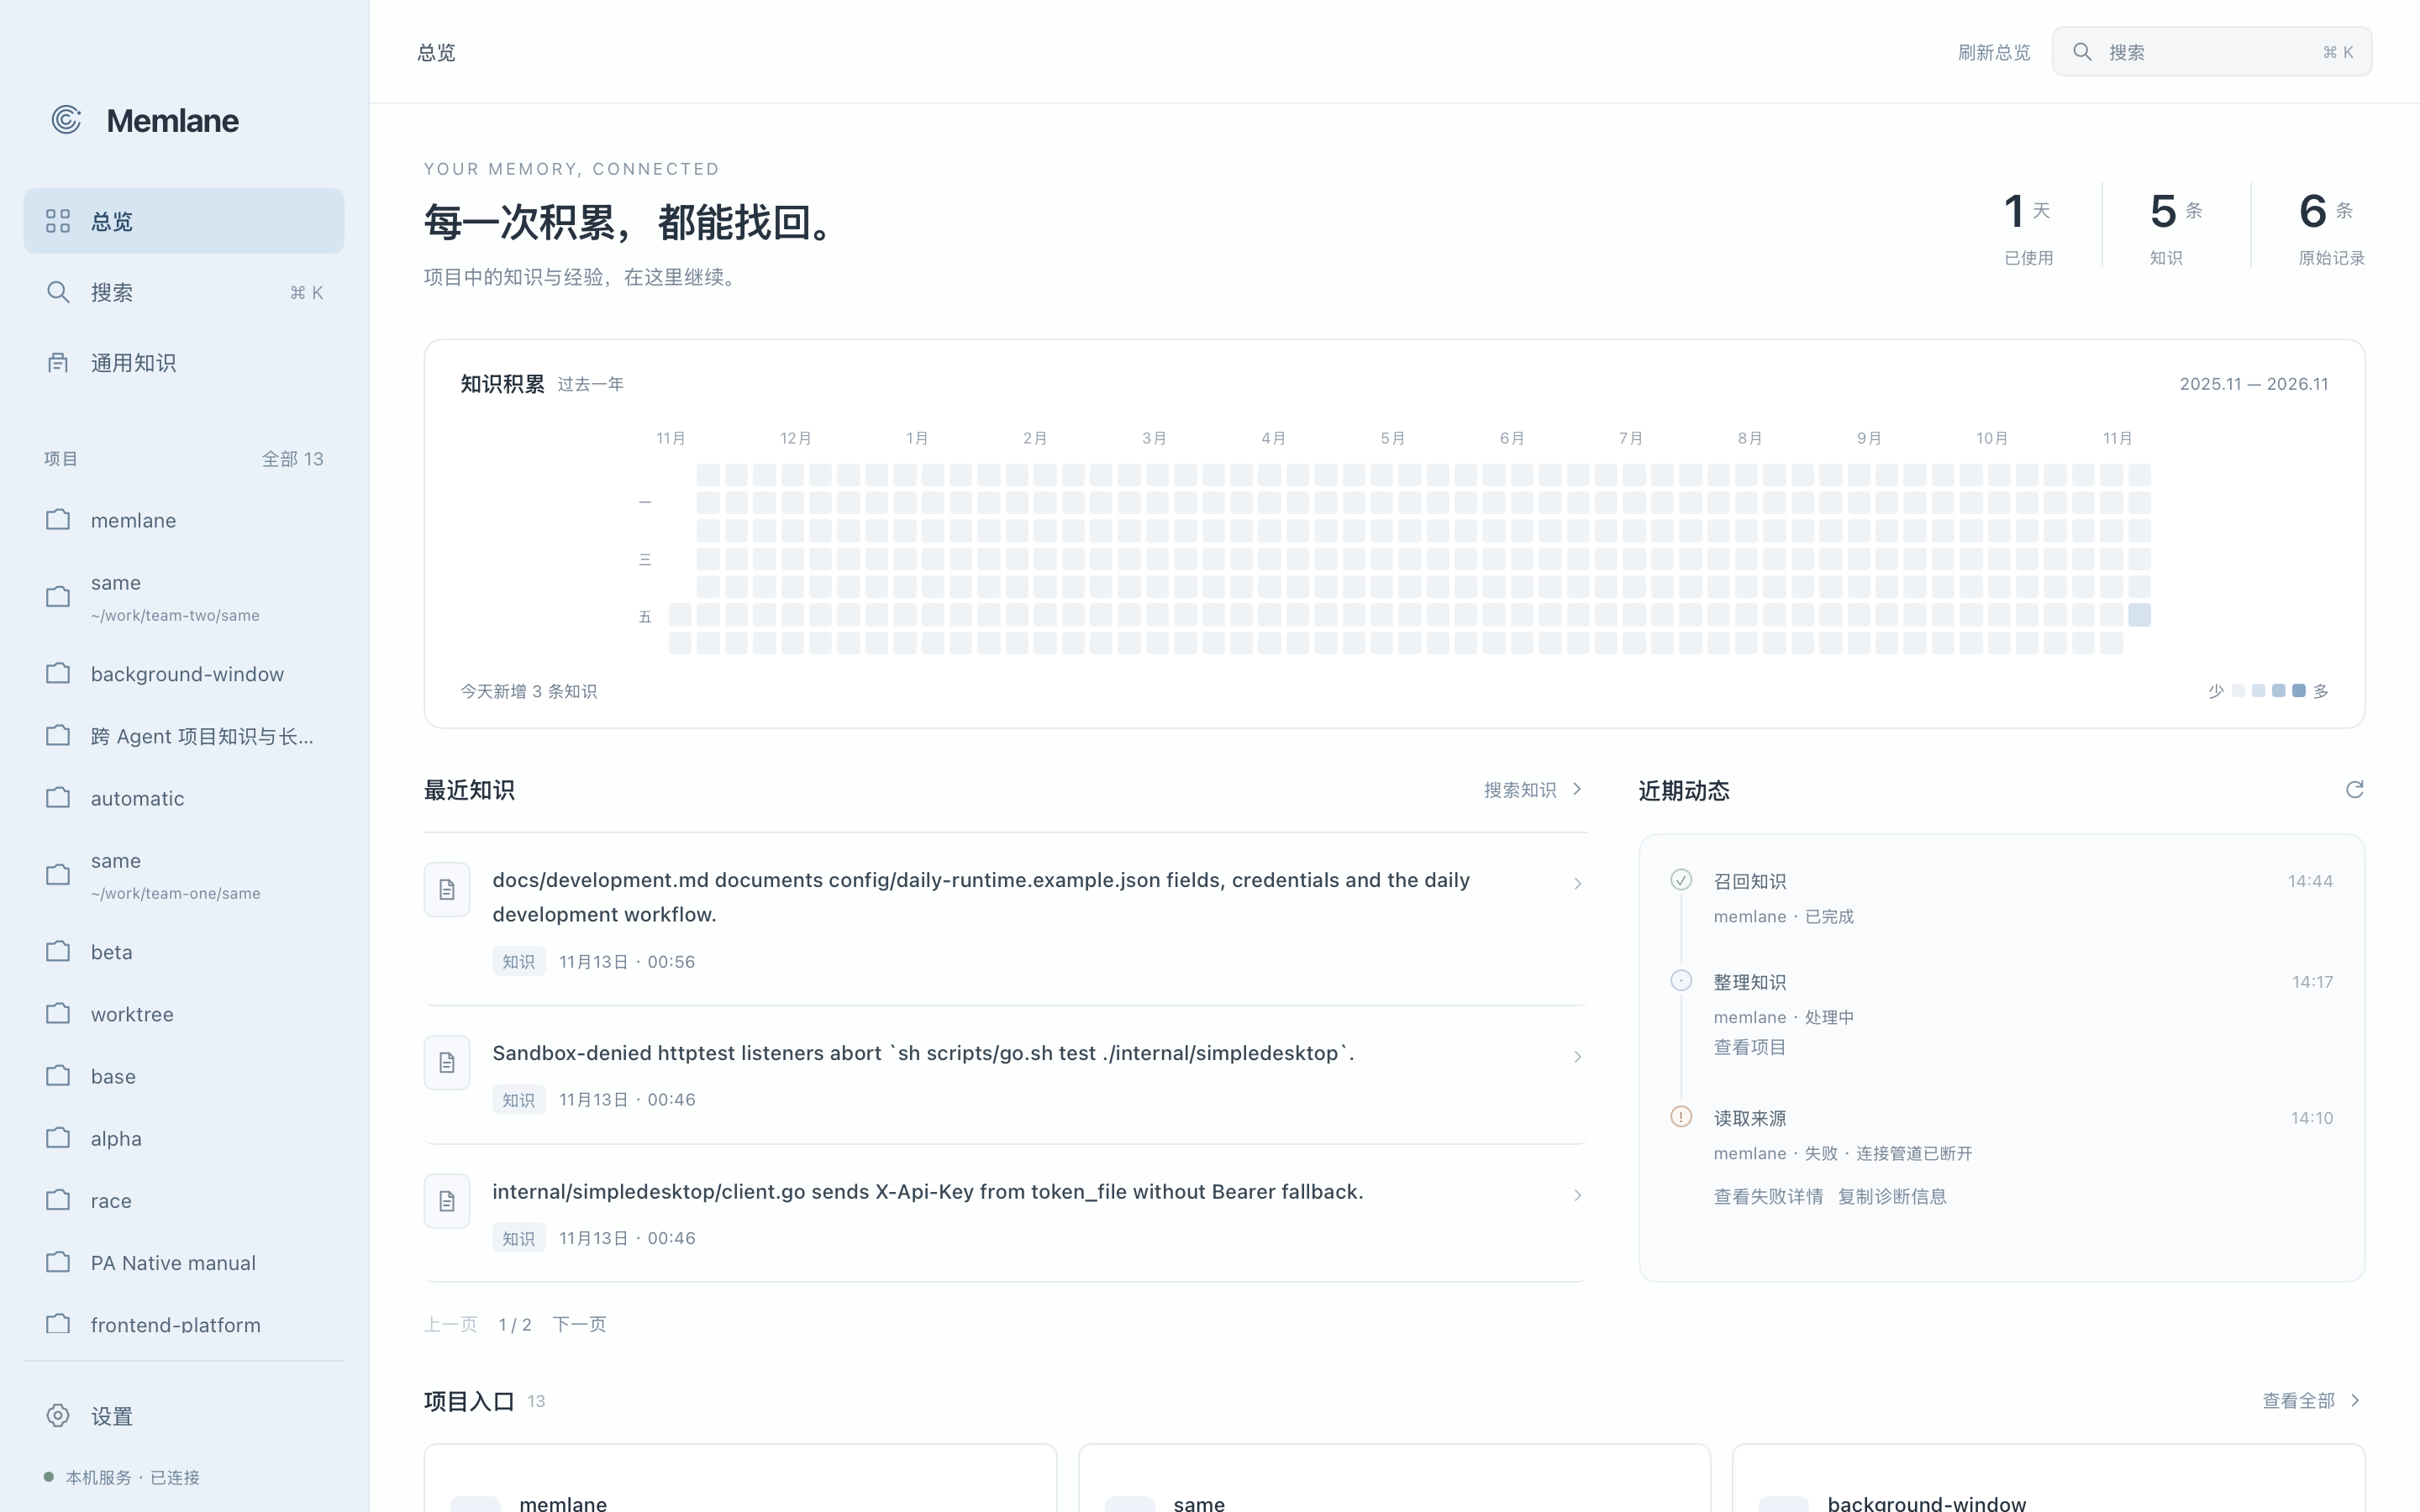 Memlane
总览
搜索 ⌘ K
通用知识
项目 全部 13
memlane
same
~/work/team-two/same
background-window
跨 Agent 项目知识与长...
automatic
same
~/work/team-one/same
beta
worktree
base
alpha
race
PA Native manual
frontend-platform
设置
本机服务 · 已连接
总览
刷新总览
搜索 ⌘ K
YOUR MEMORY, CONNECTED
每一次积累，都能找回。
项目中的知识与经验，在这里继续。
1 天
已使用
5 条
知识
6 条
原始记录
知识积累 过去一年
2025.11 — 2026.11
11月 12月 1月 2月 3月 4月 5月 6月 7月 8月 9月 10月 11月
一
三
五
今天新增 3 条知识
少 多
最近知识
搜索知识
docs/development.md documents config/daily-runtime.example.json fields, credentials and the daily
development workflow.
知识 11月13日 · 00:56
Sandbox-denied httptest listeners abort `sh scripts/go.sh test ./internal/simpledesktop`.
知识 11月13日 · 00:46
internal/simpledesktop/client.go sends X-Api-Key from token_file without Bearer fallback.
知识 11月13日 · 00:46
上一页 1 / 2 下一页
近期动态
召回知识 14:44
memlane · 已完成
整理知识 14:17
memlane · 处理中
查看项目
读取来源 14:10
memlane · 失败 · 连接管道已断开
查看失败详情 复制诊断信息
项目入口 13
查看全部
memlane
same
background-window